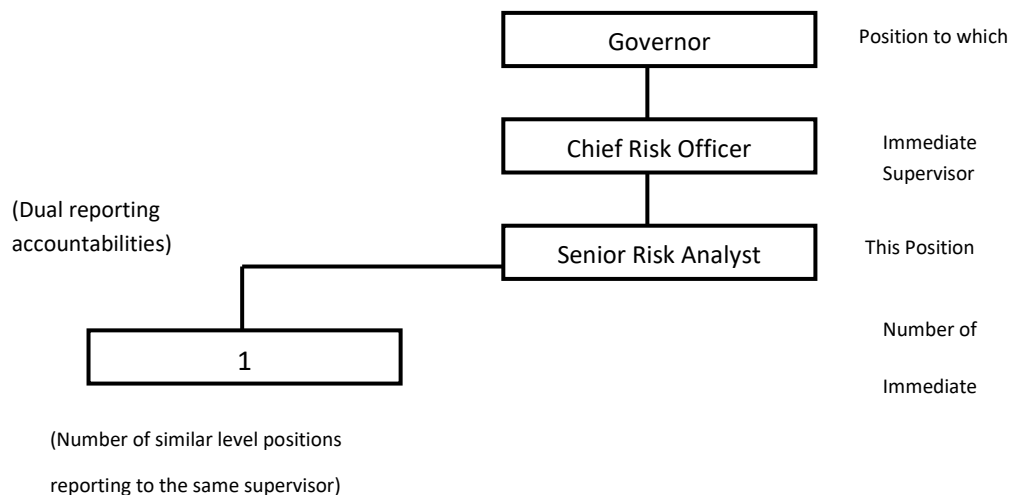 Governor
Position to which
Chief Risk Officer
Immediate
Supervisor
(Dual reporting
accountabilities)
Senior Risk Analyst
This Position
1
Number of
Immediate
(Number of similar level positions
reporting to the same supervisor)